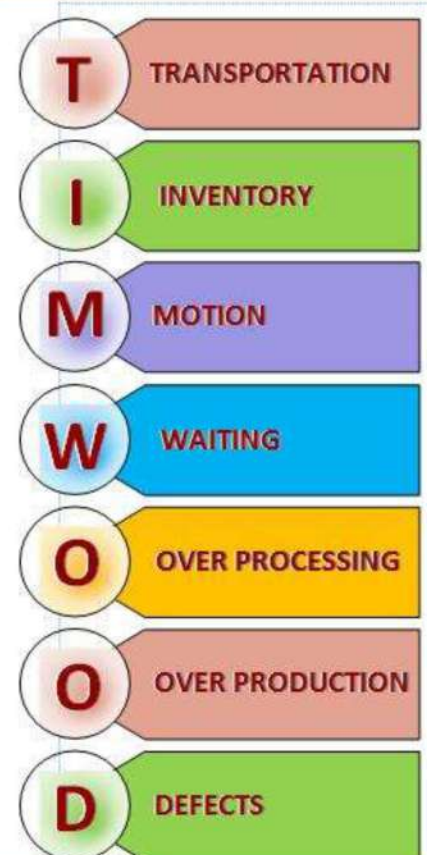 T TRANSPORTATION
I INVENTORY
M MOTION
W WAITING
O OVER PROCESSING
O OVER PRODUCTION
D DEFECTS